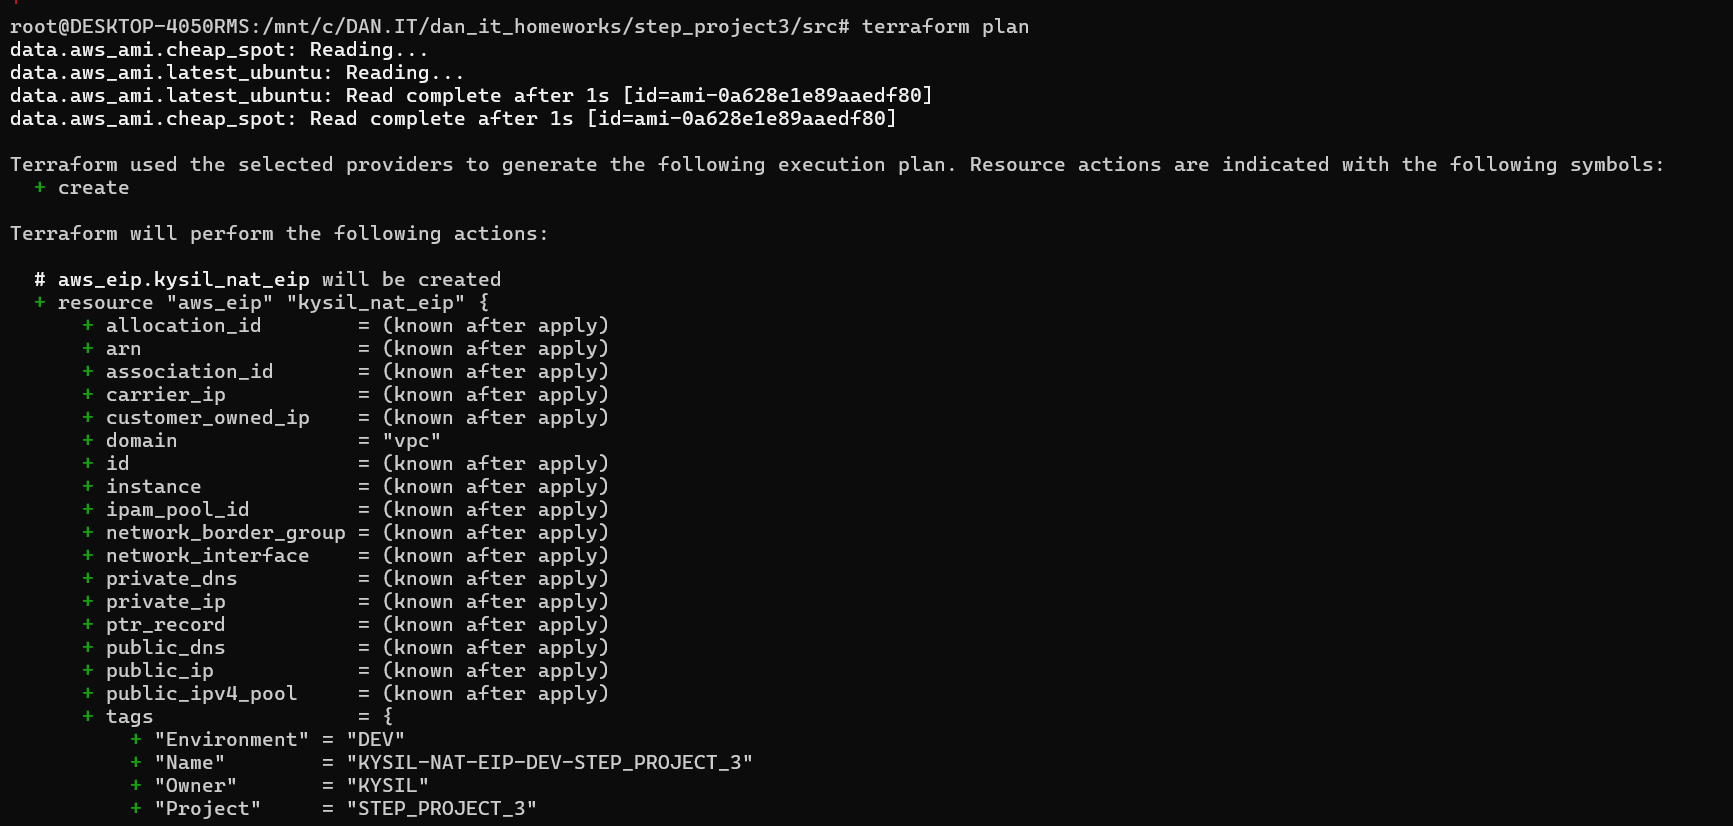 root@DESKTOP-4050RMS:/mnt/c/DAN.IT/dan_it_homeworks/step_project3/src# terraform plan
data.aws_ami.cheap_spot: Reading...
data.aws_ami.latest_ubuntu: Reading...
data.aws_ami.latest_ubuntu: Read complete after 1s [id=ami-0a628e1e89aaedf80]
data.aws_ami.cheap_spot: Read complete after 1s [id=ami-0a628e1e89aaedf80]

Terraform used the selected providers to generate the following execution plan. Resource actions are indicated with the following symbols:
  + create

Terraform will perform the following actions:

  # aws_eip.kysil_nat_eip will be created
  + resource "aws_eip" "kysil_nat_eip" {
      + allocation_id        = (known after apply)
      + arn                  = (known after apply)
      + association_id       = (known after apply)
      + carrier_ip           = (known after apply)
      + customer_owned_ip    = (known after apply)
      + domain               = "vpc"
      + id                   = (known after apply)
      + instance             = (known after apply)
      + ipam_pool_id         = (known after apply)
      + network_border_group = (known after apply)
      + network_interface    = (known after apply)
      + private_dns          = (known after apply)
      + private_ip           = (known after apply)
      + ptr_record           = (known after apply)
      + public_dns           = (known after apply)
      + public_ip            = (known after apply)
      + public_ipv4_pool     = (known after apply)
      + tags                 = {
          + "Environment" = "DEV"
          + "Name"        = "KYSIL-NAT-EIP-DEV-STEP_PROJECT_3"
          + "Owner"       = "KYSIL"
          + "Project"     = "STEP_PROJECT_3"